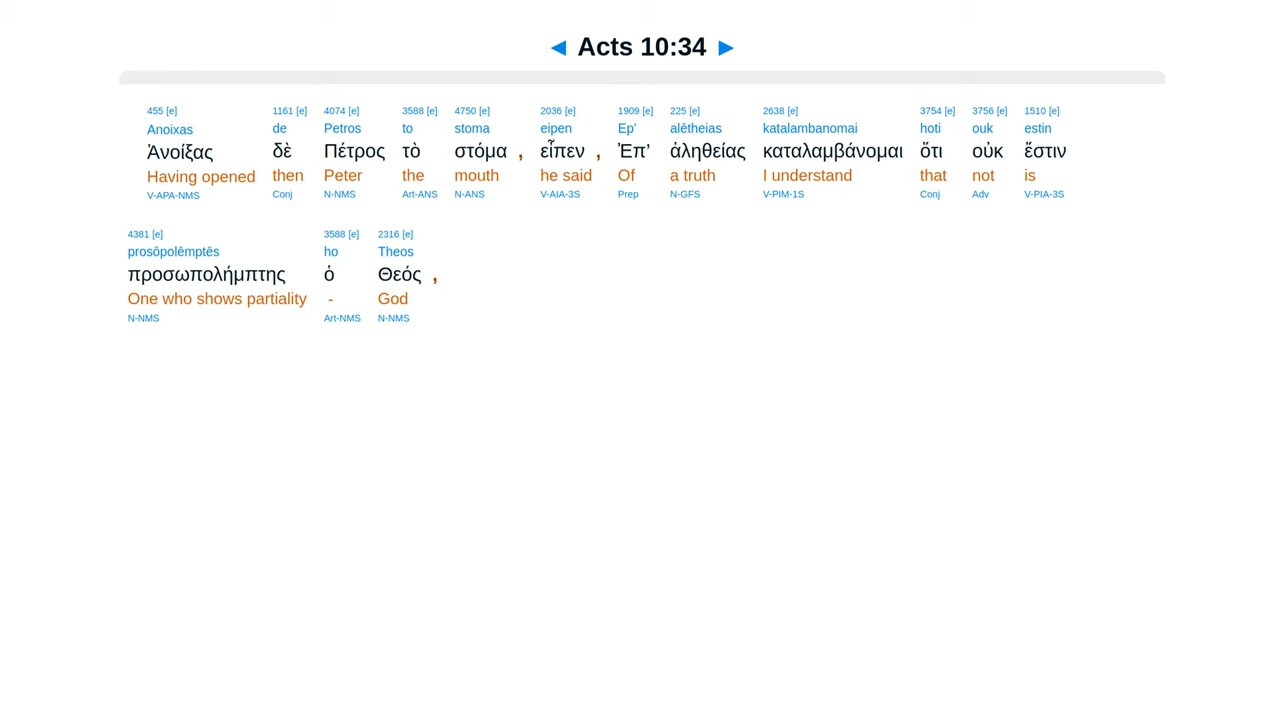 ◄ Acts 10:34 ►
455 [e] 1161 [e] 4074 [e] 3588 [e] 4750 [e] 2036 [e] 1909 [e] 225 [e] 2638 [e] 3754 [e] 3756 [e] 1510 [e]
Anoixas de Petros to stoma eipen Ep’ alētheias katalambanomai hoti ouk estin
Ἀνοίξας δὲ Πέτρος τὸ στόμα , εἶπεν , Ἐπ’ ἀληθείας καταλαμβάνομαι ὅτι οὐκ ἔστιν
Having opened then Peter the mouth he said Of a truth I understand that not is
V-APA-NMS Conj N-NMS Art-ANS N-ANS V-AIA-3S Prep N-GFS V-PIM-1S Conj Adv V-PIA-3S
4381 [e] 3588 [e] 2316 [e]
prosōpolēmptēs ho Theos
προσωπολήμπτης ὁ Θεός ,
One who shows partiality - God
N-NMS Art-NMS N-NMS